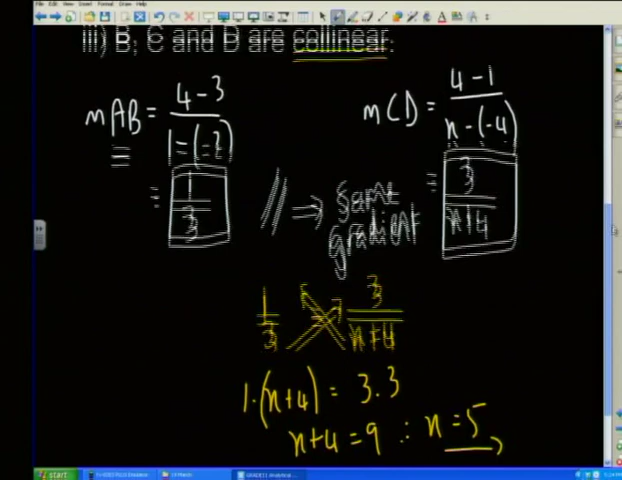 iii) B, C and D are collinear:
mAB = 4 - 3 / 1 - (-2)
mCD = 4 - 1 / n - (-4)
= 1 / 3
// ⇒ same gradient
= 3 / n+4
1 / 3 3 / n+4
1.(n+4) = 3.3
n+4 = 9 ∴ n = 5
start